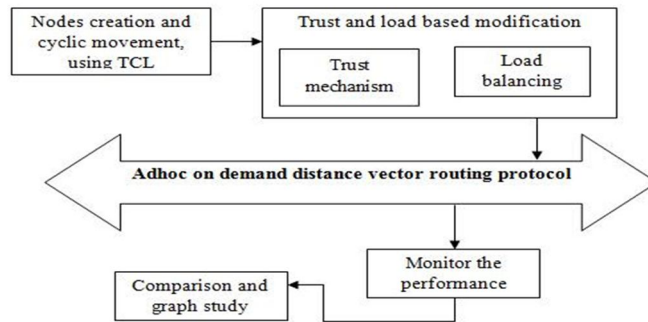 Nodes creation and
cyclic movement,
using TCL
Trust and load based modification
Trust
mechanism
Load
balancing
Adhoc on demand distance vector routing protocol
Monitor the
performance
Comparison and
graph study